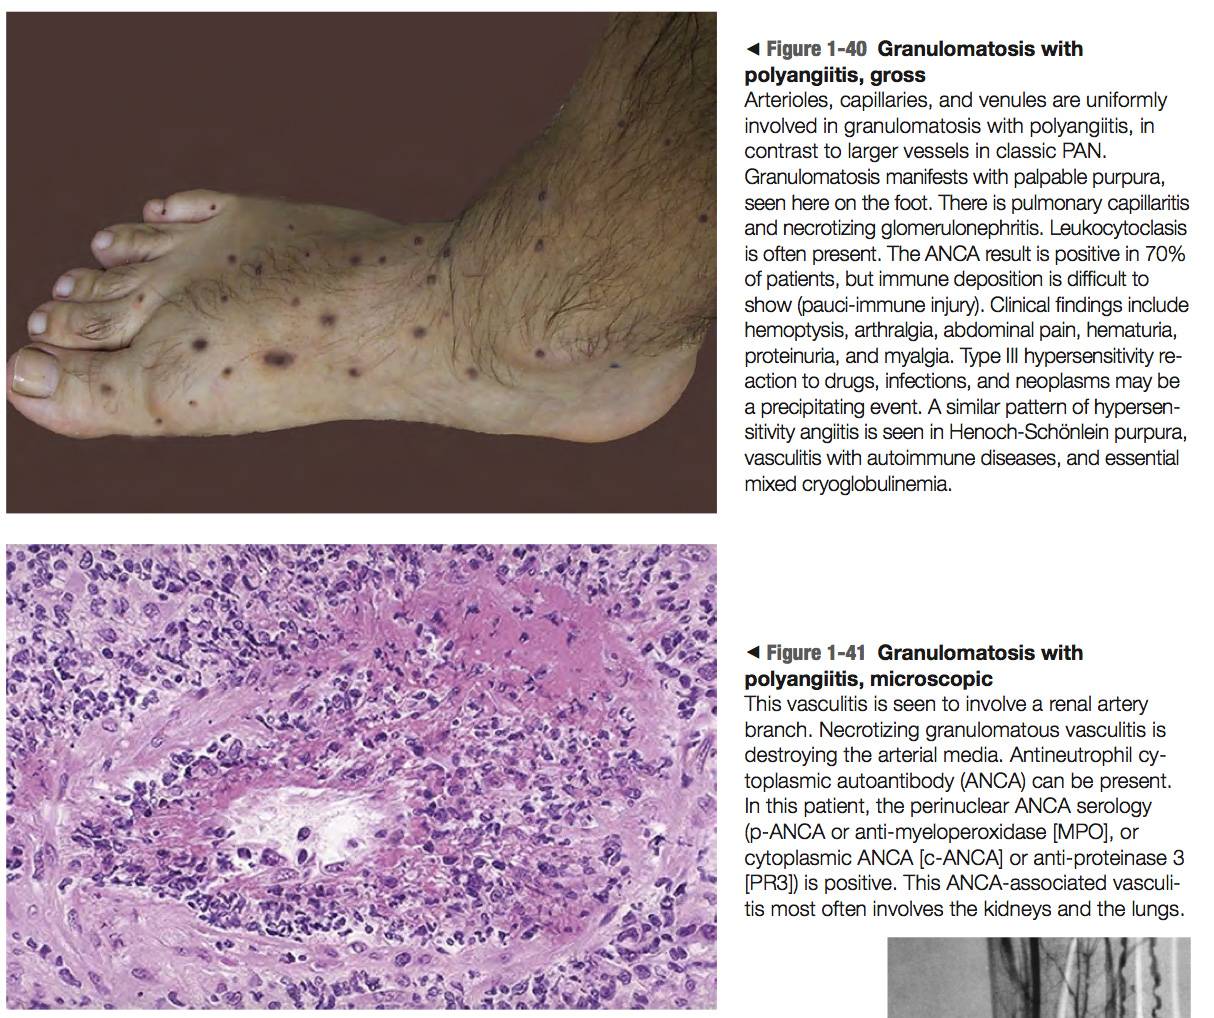 ◄ Figure 1-40 Granulomatosis with
polyangiitis, gross
Arterioles, capillaries, and venules are uniformly
involved in granulomatosis with polyangiitis, in
contrast to larger vessels in classic PAN.
Granulomatosis manifests with palpable purpura,
seen here on the foot. There is pulmonary capillaritis
and necrotizing glomerulonephritis. Leukocytoclasis
is often present. The ANCA result is positive in 70%
of patients, but immune deposition is difficult to
show (pauci-immune injury). Clinical findings include
hemoptysis, arthralgia, abdominal pain, hematuria,
proteinuria, and myalgia. Type III hypersensitivity re-
action to drugs, infections, and neoplasms may be
a precipitating event. A similar pattern of hypersen-
sitivity angiitis is seen in Henoch-Schönlein purpura,
vasculitis with autoimmune diseases, and essential
mixed cryoglobulinemia.
◄ Figure 1-41 Granulomatosis with
polyangiitis, microscopic
This vasculitis is seen to involve a renal artery
branch. Necrotizing granulomatous vasculitis is
destroying the arterial media. Antineutrophil cy-
toplasmic autoantibody (ANCA) can be present.
In this patient, the perinuclear ANCA serology
(p-ANCA or anti-myeloperoxidase [MPO], or
cytoplasmic ANCA [c-ANCA] or anti-proteinase 3
[PR3]) is positive. This ANCA-associated vasculi-
tis most often involves the kidneys and the lungs.